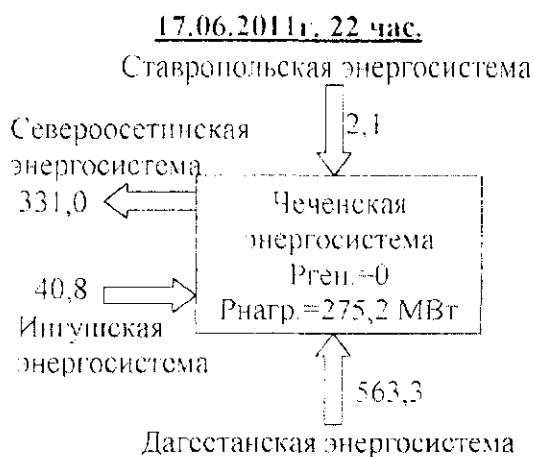 17.06.2011г. 22 час.
Ставропольская энергосистема
2,1
Североосетинская
энергосистема
331,0
Чеченская
энергосистема
Рген.=0
Рнагр.=275,2 МВт
40,8
Ингушская
энергосистема
563,3
Дагестанская энергосистема